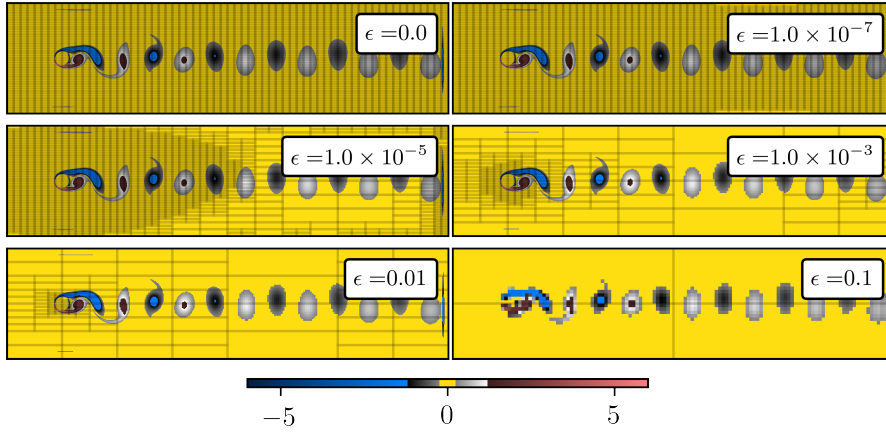 ϵ =0.0
ϵ =1.0 × 10⁻⁷
ϵ =1.0 × 10⁻⁵
ϵ =1.0 × 10⁻³
ϵ =0.01
ϵ =0.1
−5 0 5